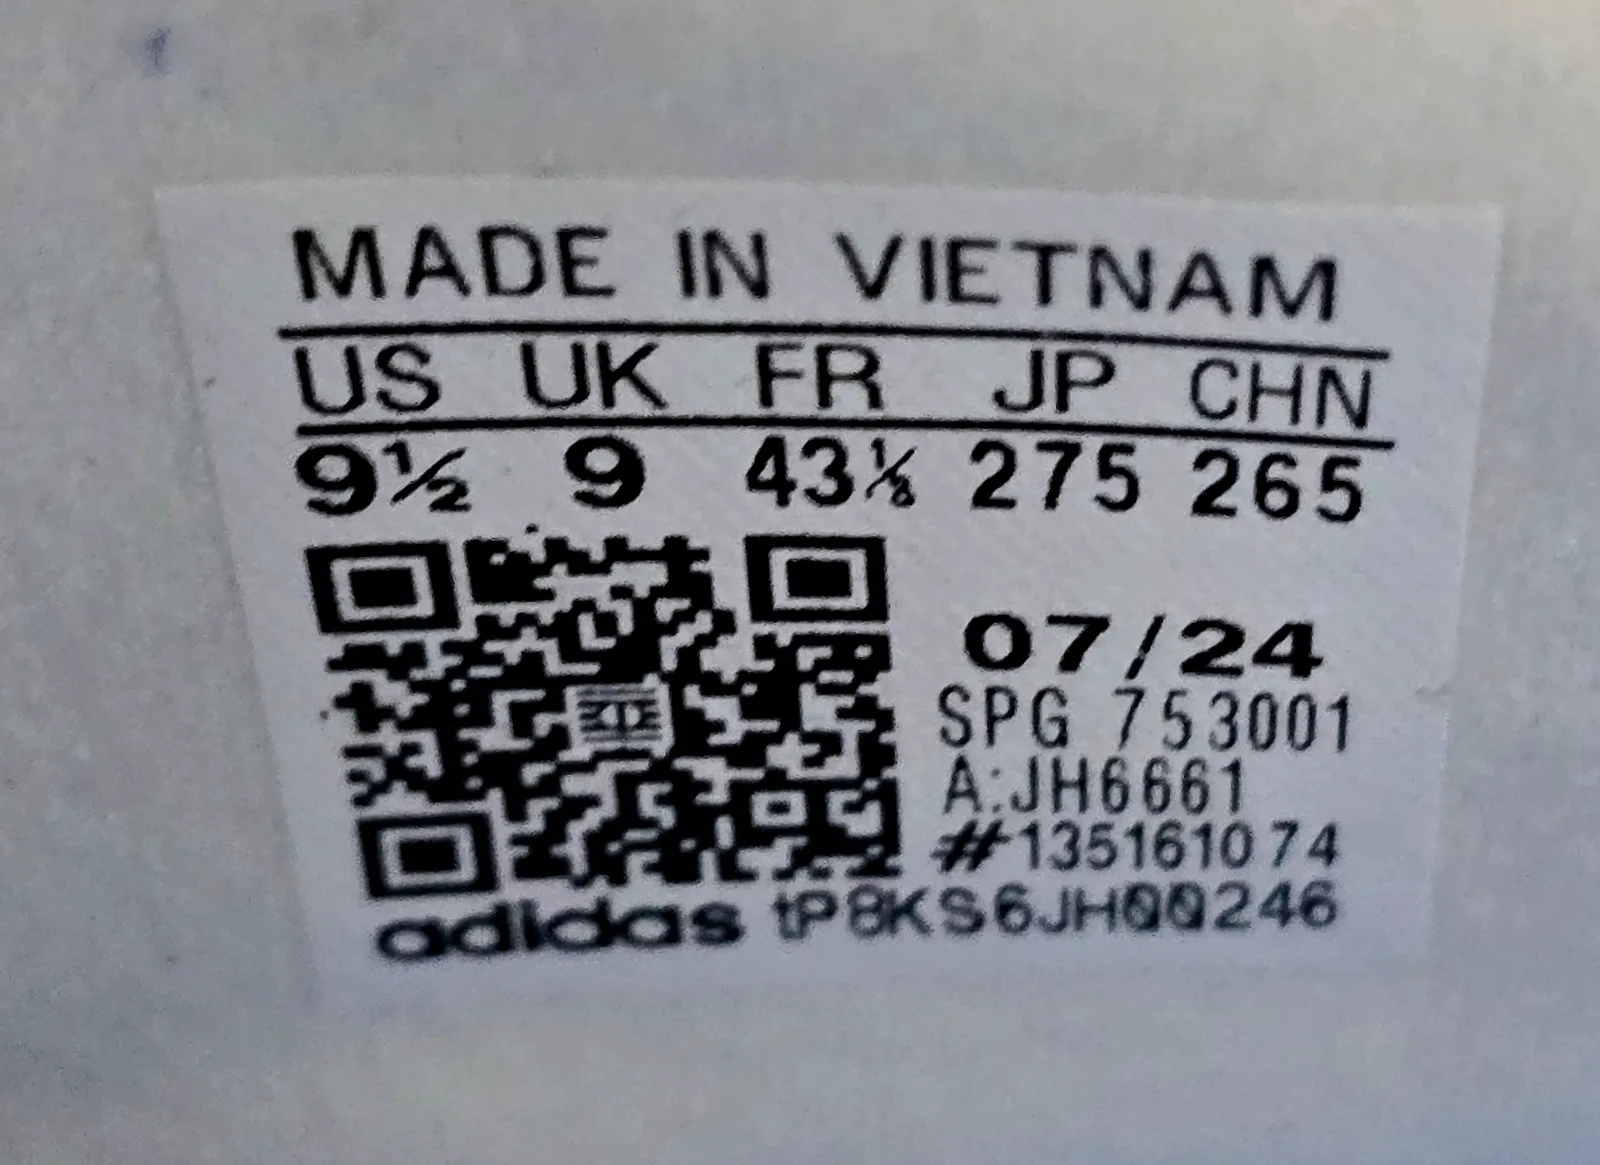 MADE IN VIETNAM
US UK FR JP CHN
9½ 9 43⅓ 275 265
07/24
SPG 753001
A:JH6661
#135161074
adidas tP8KS6JH00246